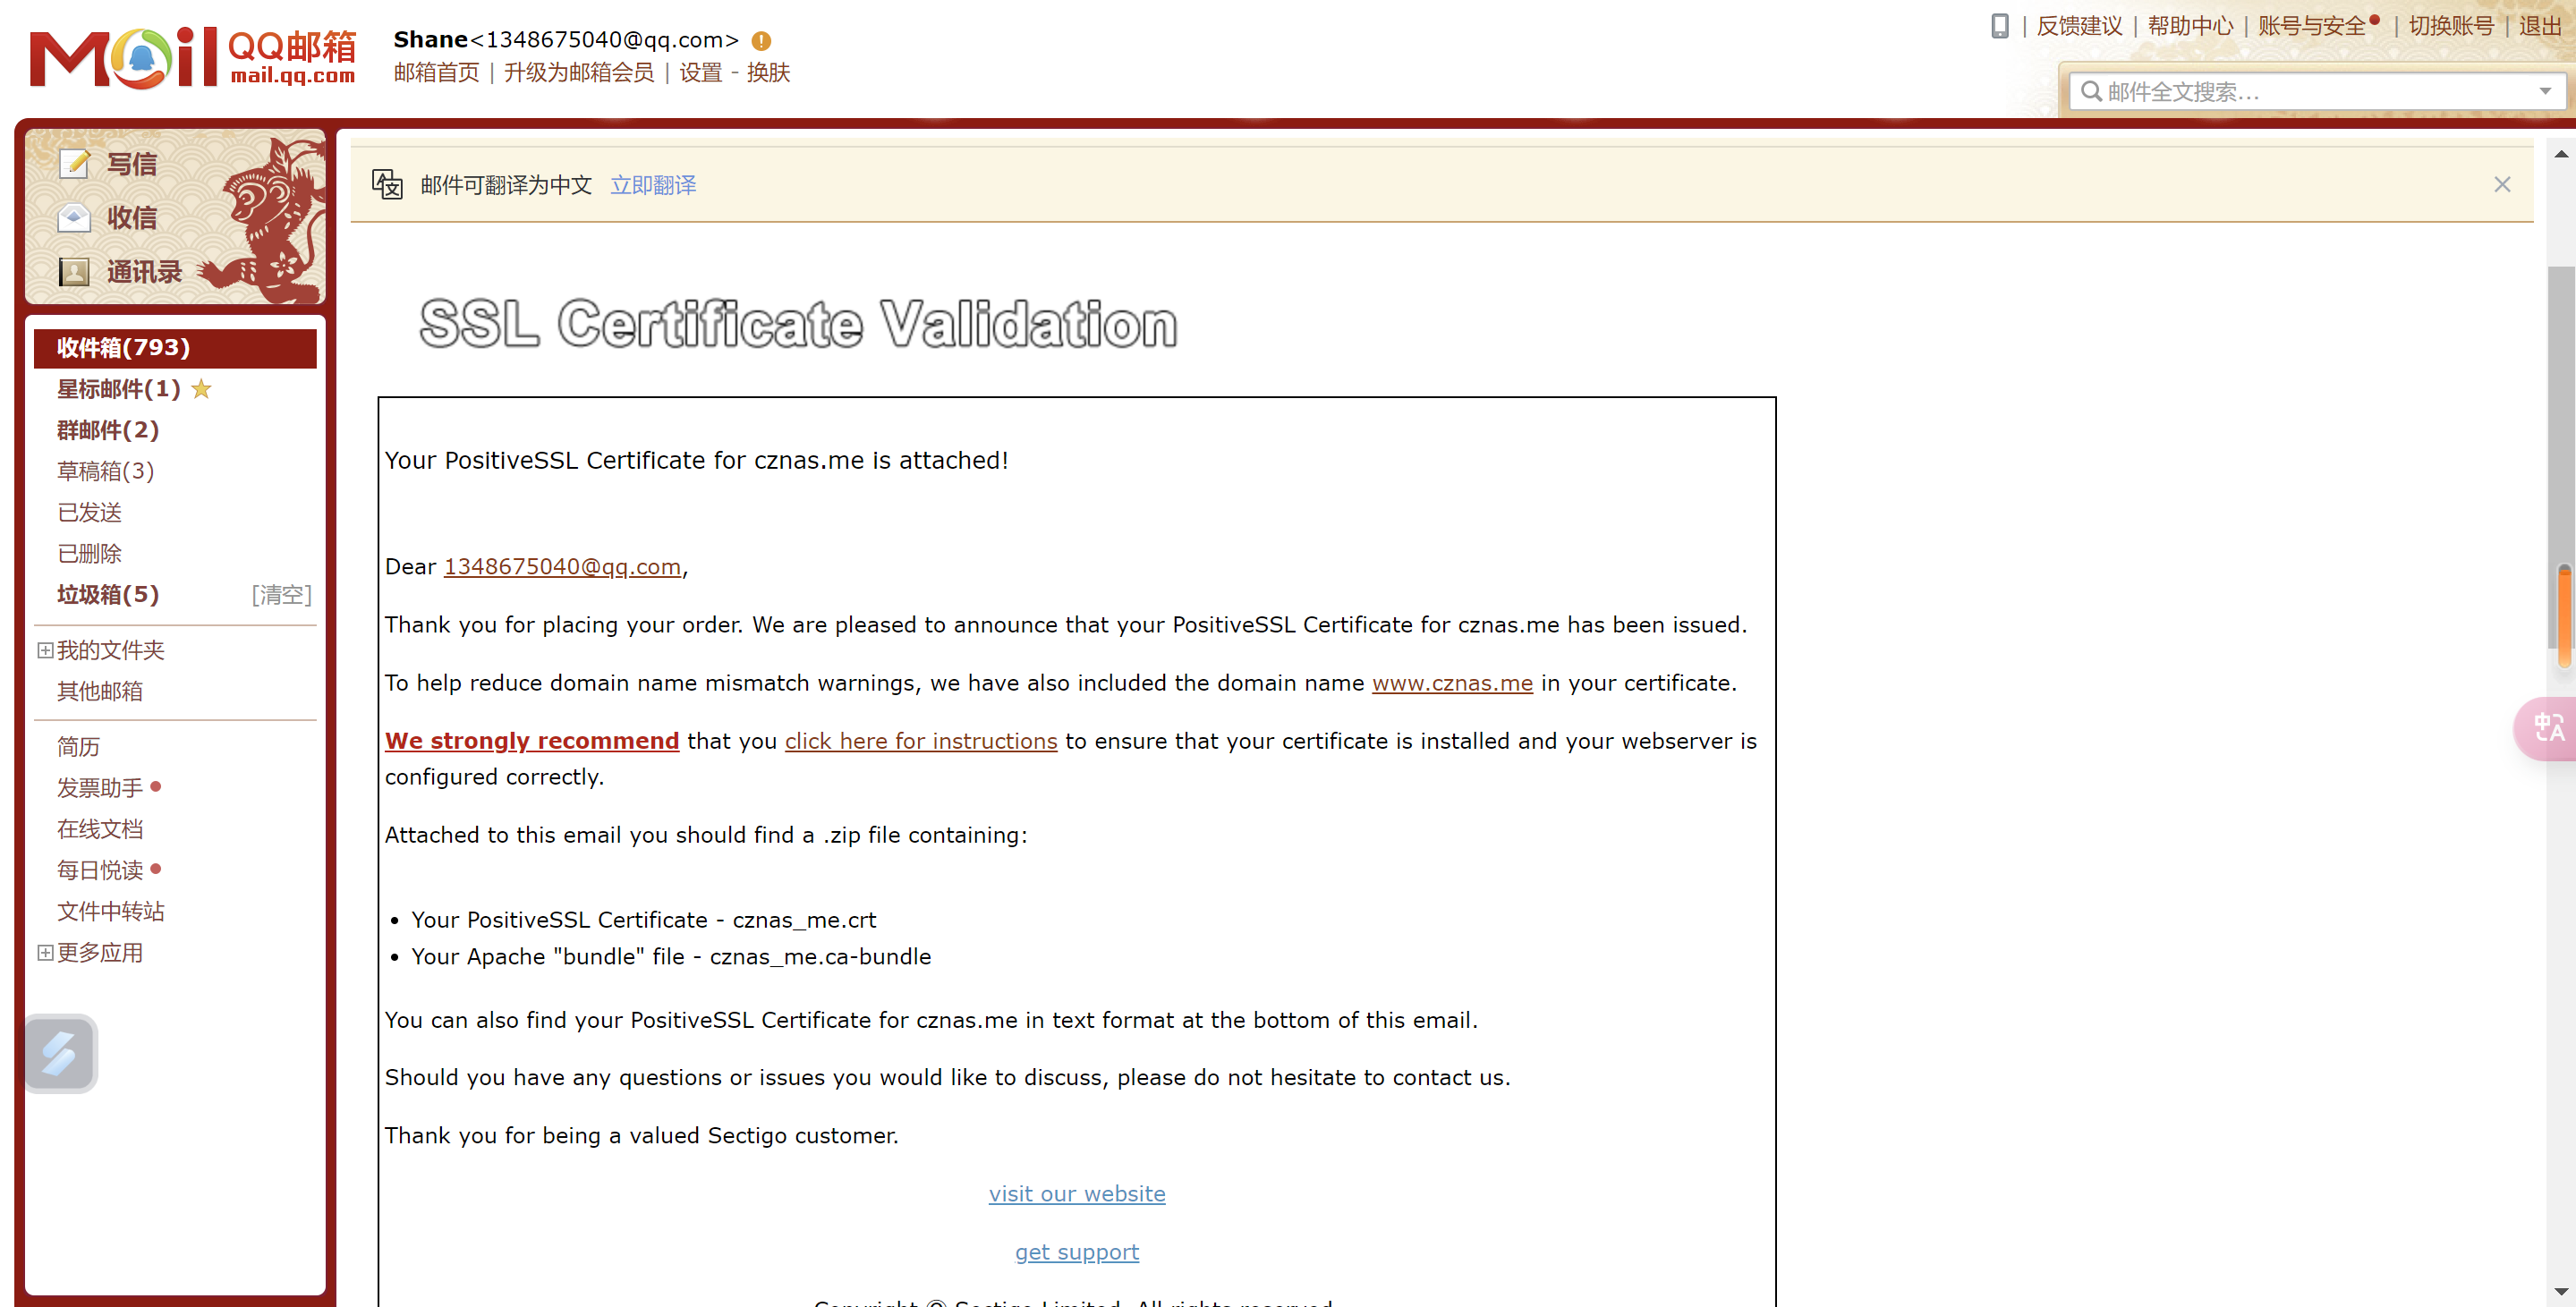 Mail QQ邮箱
mail.qq.com
Shane<1348675040@qq.com>
邮箱首页 | 升级为邮箱会员 | 设置 - 换肤
| 反馈建议 | 帮助中心 | 账号与安全 | 切换账号 | 退出
邮件全文搜索...
写信
收信
通讯录
收件箱(793)
星标邮件(1)
群邮件(2)
草稿箱(3)
已发送
已删除
垃圾箱(5) [清空]
我的文件夹
其他邮箱
简历
发票助手
在线文档
每日悦读
文件中转站
更多应用
邮件可翻译为中文 立即翻译
SSL Certificate Validation
Your PositiveSSL Certificate for cznas.me is attached!
Dear 1348675040@qq.com,
Thank you for placing your order. We are pleased to announce that your PositiveSSL Certificate for cznas.me has been issued.
To help reduce domain name mismatch warnings, we have also included the domain name www.cznas.me in your certificate.
We strongly recommend that you click here for instructions to ensure that your certificate is installed and your webserver is
configured correctly.
Attached to this email you should find a .zip file containing:
• Your PositiveSSL Certificate - cznas_me.crt
• Your Apache "bundle" file - cznas_me.ca-bundle
You can also find your PositiveSSL Certificate for cznas.me in text format at the bottom of this email.
Should you have any questions or issues you would like to discuss, please do not hesitate to contact us.
Thank you for being a valued Sectigo customer.
visit our website
get support
Copyright © Sectigo Limited. All rights reserved.